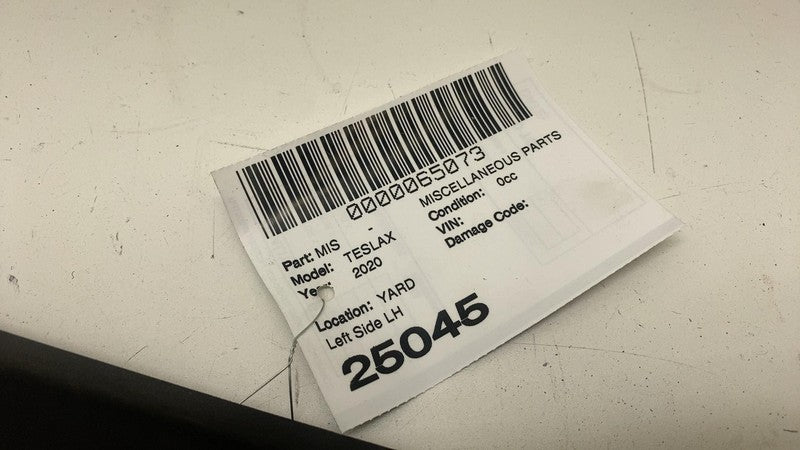 0000065073
Part: MIS - MISCELLANEOUS PARTS
Model: TESLAX Condition: 0cc
2020 VIN:
Damage Code:
Location: YARD
Left Side LH
25045